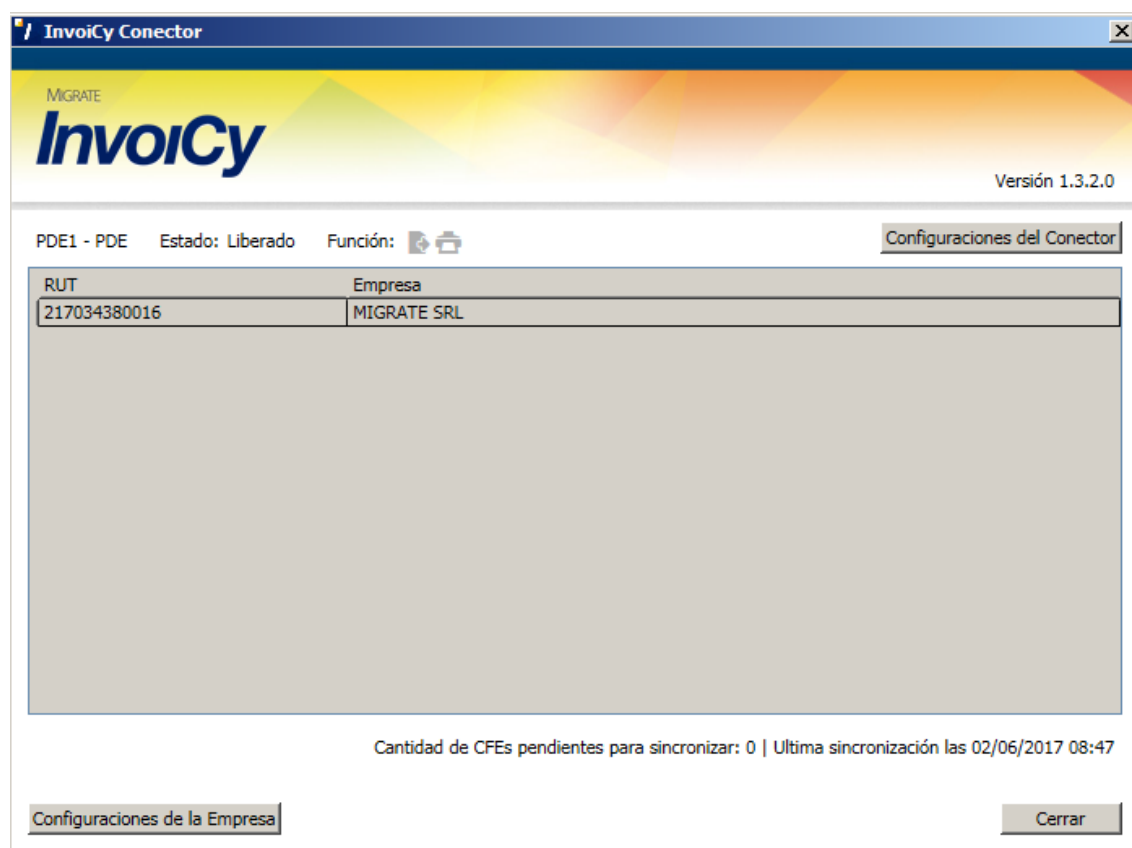 InvoiCy Conector
MIGRATE
InvoiCy
Versión 1.3.2.0
PDE1 - PDE Estado: Liberado Función: Configuraciones del Conector
RUT Empresa
217034380016 MIGRATE SRL
Cantidad de CFEs pendientes para sincronizar: 0 | Ultima sincronización las 02/06/2017 08:47
Configuraciones de la Empresa Cerrar